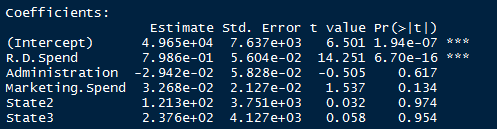 Coefficients:
                  Estimate Std. Error t value Pr(>|t|)
(Intercept)      4.965e+04  7.637e+03   6.501 1.94e-07 ***
R.D.Spend        7.986e-01  5.604e-02  14.251 6.70e-16 ***
Administration  -2.942e-02  5.828e-02  -0.505    0.617
Marketing.Spend  3.268e-02  2.127e-02   1.537    0.134
State2           1.213e+02  3.751e+03   0.032    0.974
State3           2.376e+02  4.127e+03   0.058    0.954